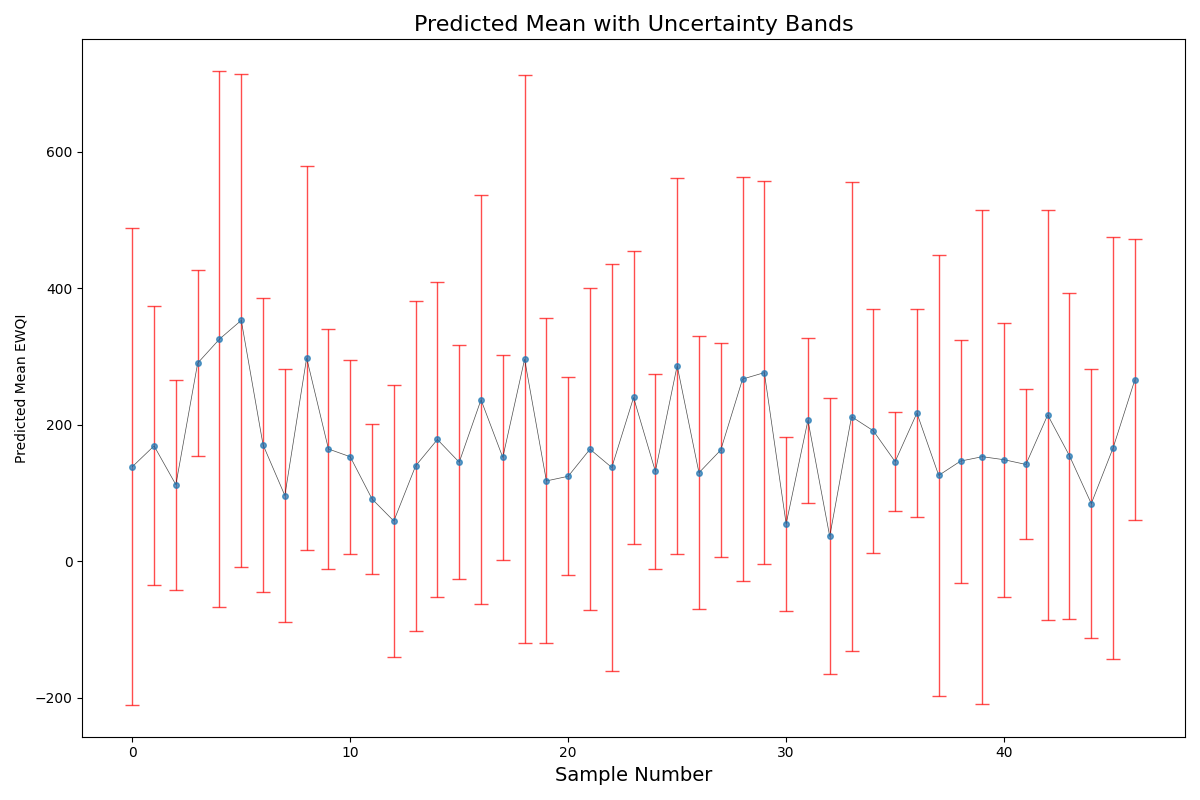 Predicted Mean with Uncertainty Bands
Predicted Mean EWQI
600
400
200
0
−200
0 10 20 30 40
Sample Number